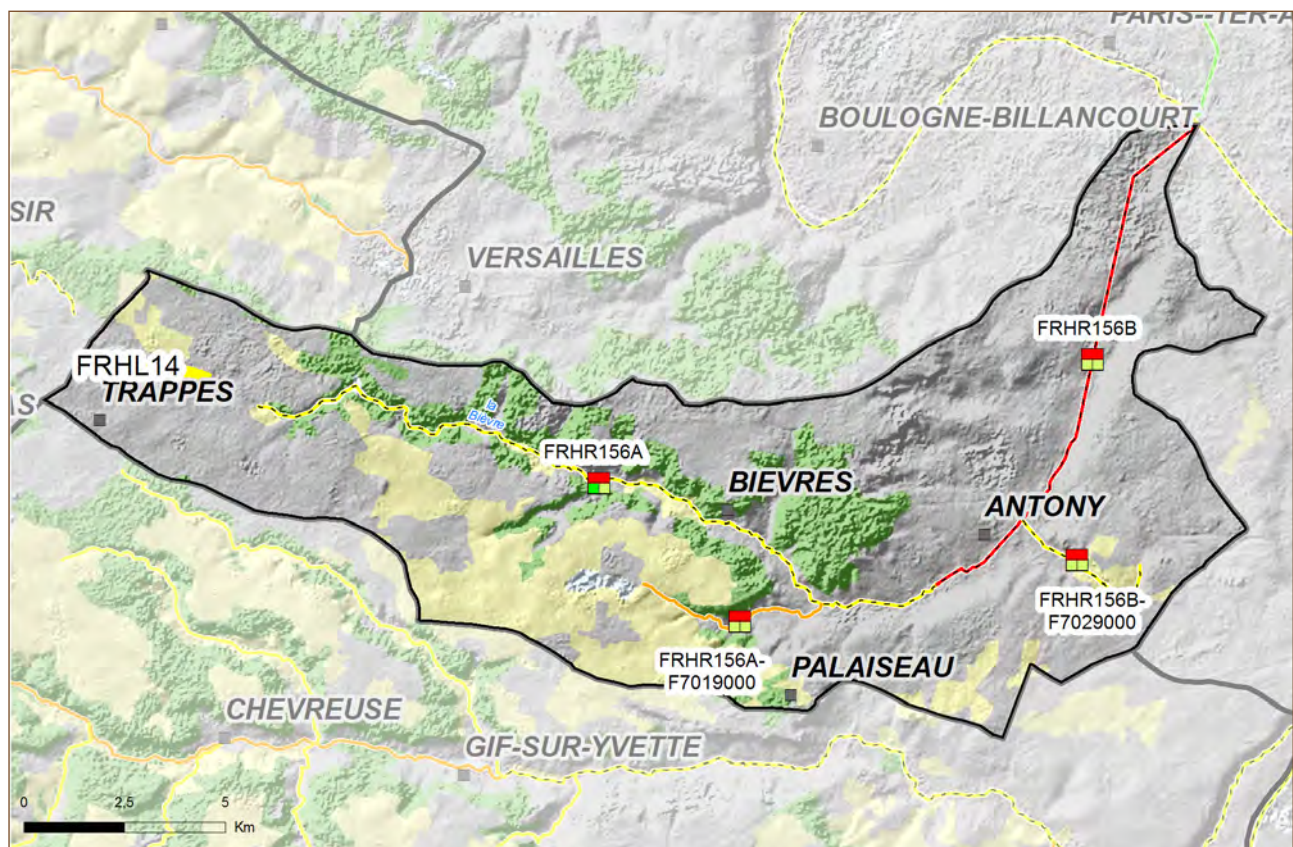 PARIS--1ER-A
BOULOGNE-BILLANCOURT
SIR
VERSAILLES
FRHR156B
FRHL14
TRAPPES
AS
la
Bièvre
FRHR156A
BIEVRES
ANTONY
FRHR156B-
F7029000
FRHR156A-
F7019000
PALAISEAU
CHEVREUSE
GIF-SUR-YVETTE
0 2,5 5
Km